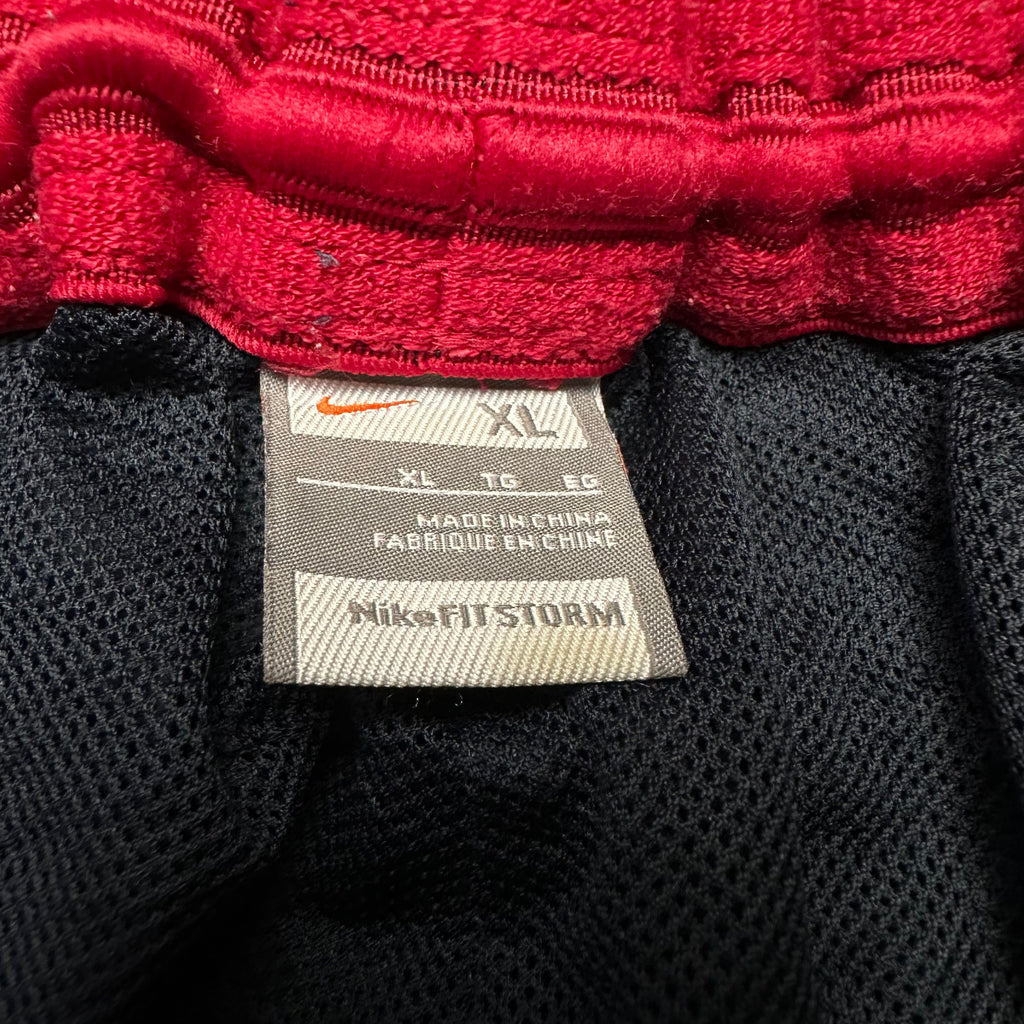 XL
XL TG EG
MADE IN CHINA
FABRIQUE EN CHINE
NikeFIT STORM